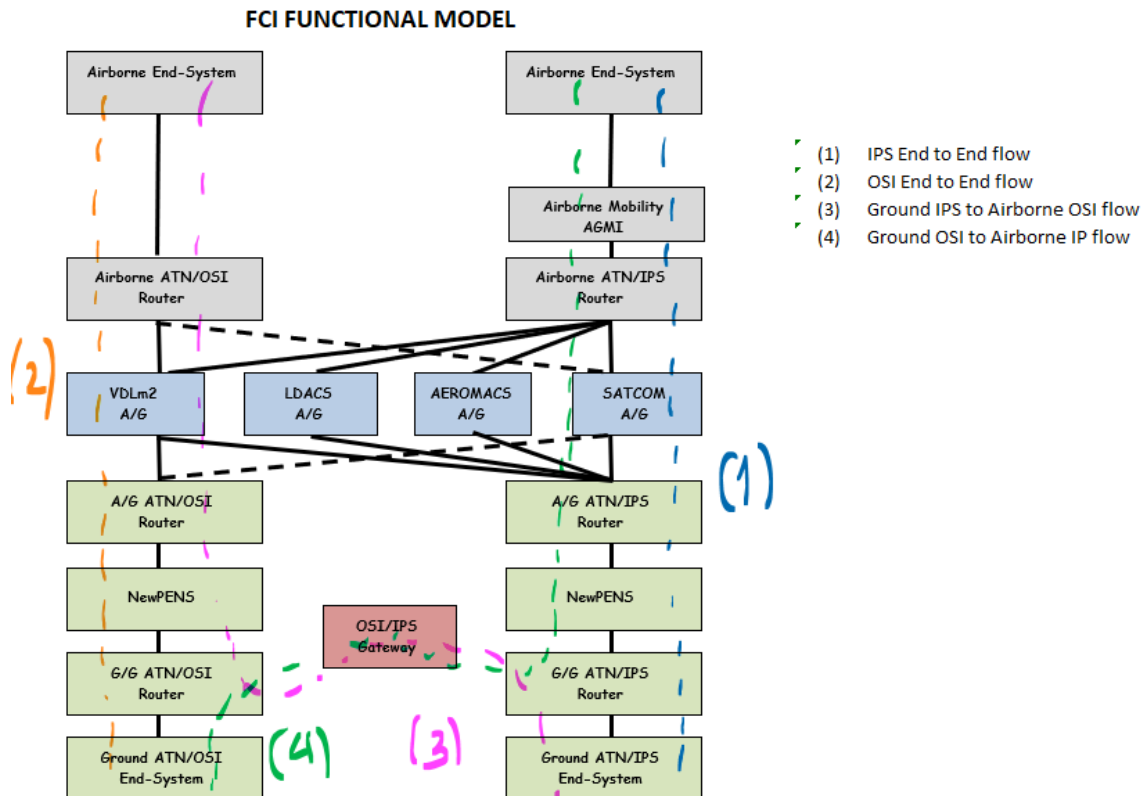 FCI FUNCTIONAL MODEL
Airborne End-System
Airborne End-System
(1) IPS End to End flow
(2) OSI End to End flow
(3) Ground IPS to Airborne OSI flow
(4) Ground OSI to Airborne IP flow
Airborne Mobility
AGMI
Airborne ATN/OSI
Router
Airborne ATN/IPS
Router
(2)
VDLm2
A/G
LDACS
A/G
AEROMACS
A/G
SATCOM
A/G
(1)
A/G ATN/OSI
Router
A/G ATN/IPS
Router
NewPENS
NewPENS
OSI/IPS
Gateway
G/G ATN/OSI
Router
G/G ATN/IPS
Router
(4)
(3)
Ground ATN/OSI
End-System
Ground ATN/IPS
End-System